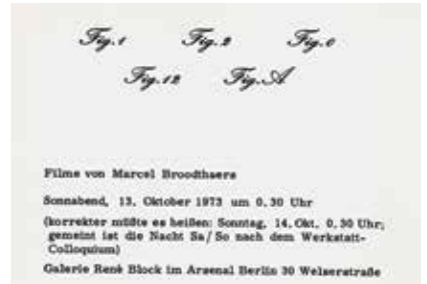 Fig. 1 Fig. 2 Fig. 0
Fig. 12 Fig. A
Filme von Marcel Broodthaers
Sonnabend, 13. Oktober 1973 um 0.30 Uhr
(korrekter müßte es heißen: Sonntag, 14. Okt. 0.30 Uhr;
gemeint ist die Nacht Sa/So nach dem Werkstatt-
Colloquium)
Galerie René Block im Arsenal Berlin 30 Welserstraße